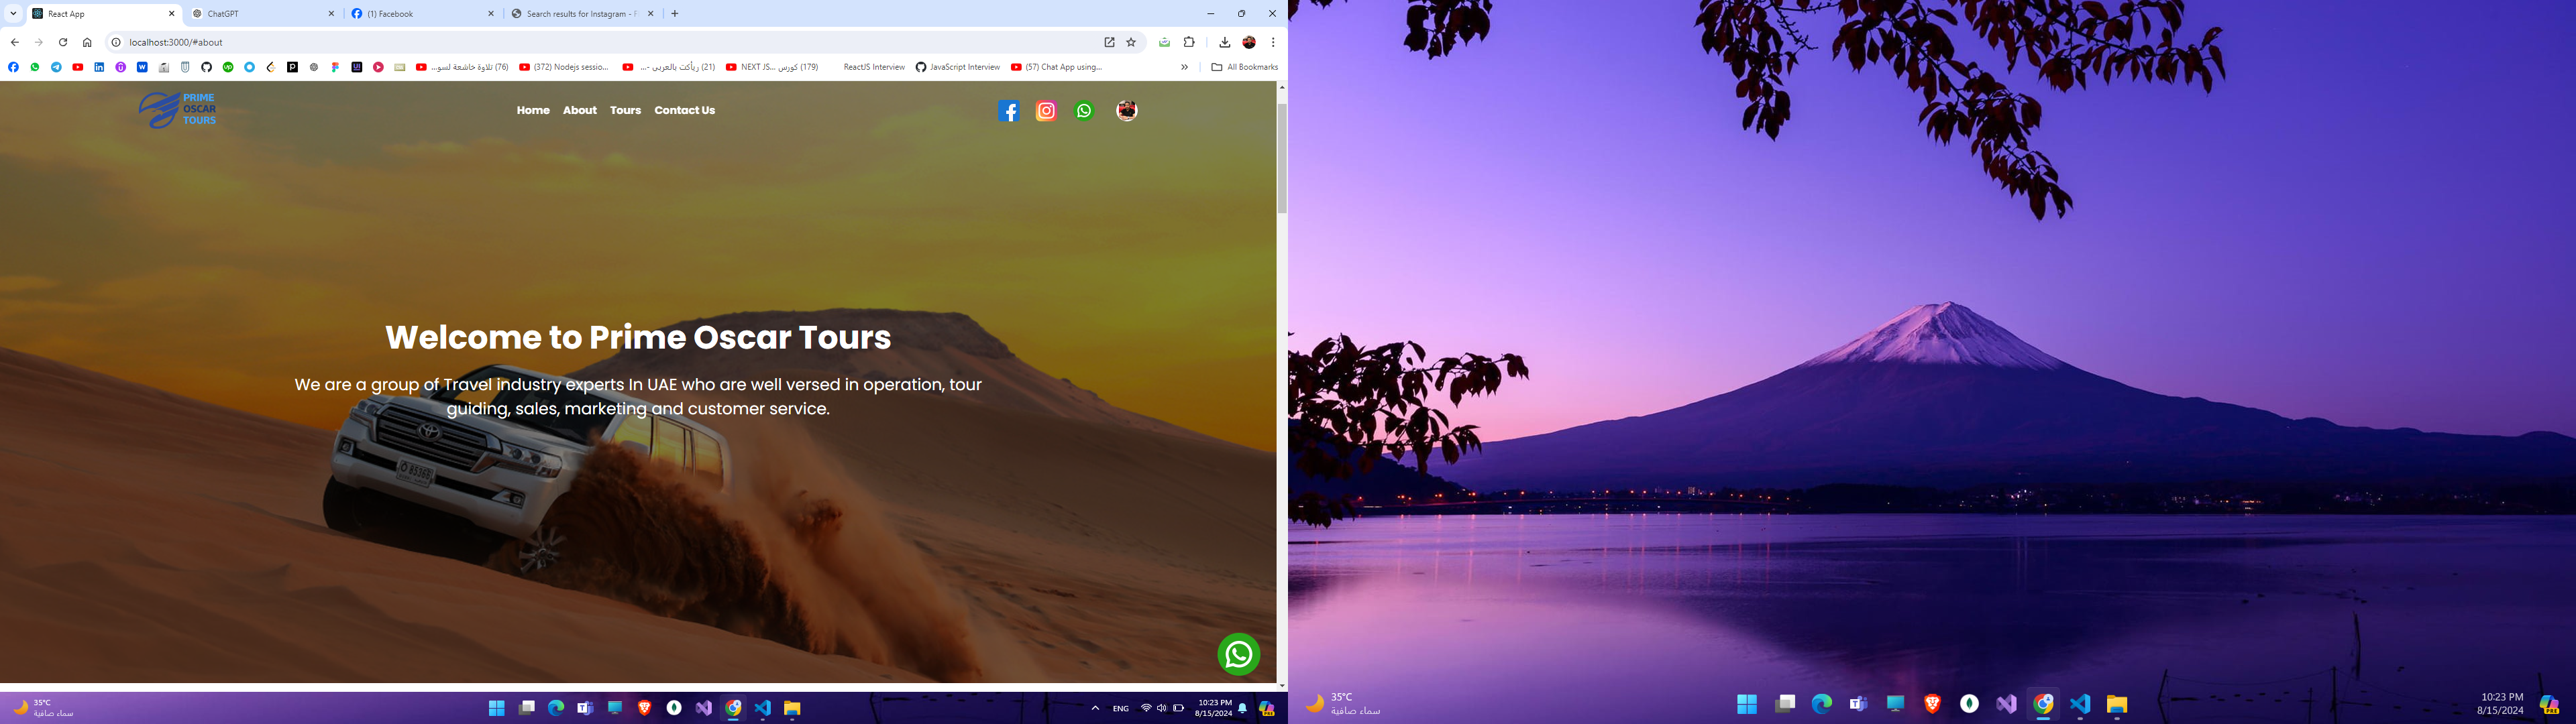 React App
ChatGPT
(1) Facebook
Search results for Instagram - Fl
localhost:3000/#about
...تلاوة خاشعة لسو (76)
(372) Nodejs sessio...
...- ريأكت بالعربي (21)
NEXT JS... كورس (179)
ReactJS Interview
JavaScript Interview
(57) Chat App using...
All Bookmarks
PRIME
OSCAR
TOURS
Home
About
Tours
Contact Us
Welcome to Prime Oscar Tours
We are a group of Travel industry experts In UAE who are well versed in operation, tour
guiding, sales, marketing and customer service.
35°C
سماء صافية
ENG
10:23 PM
8/15/2024
35°C
سماء صافية
10:23 PM
8/15/2024